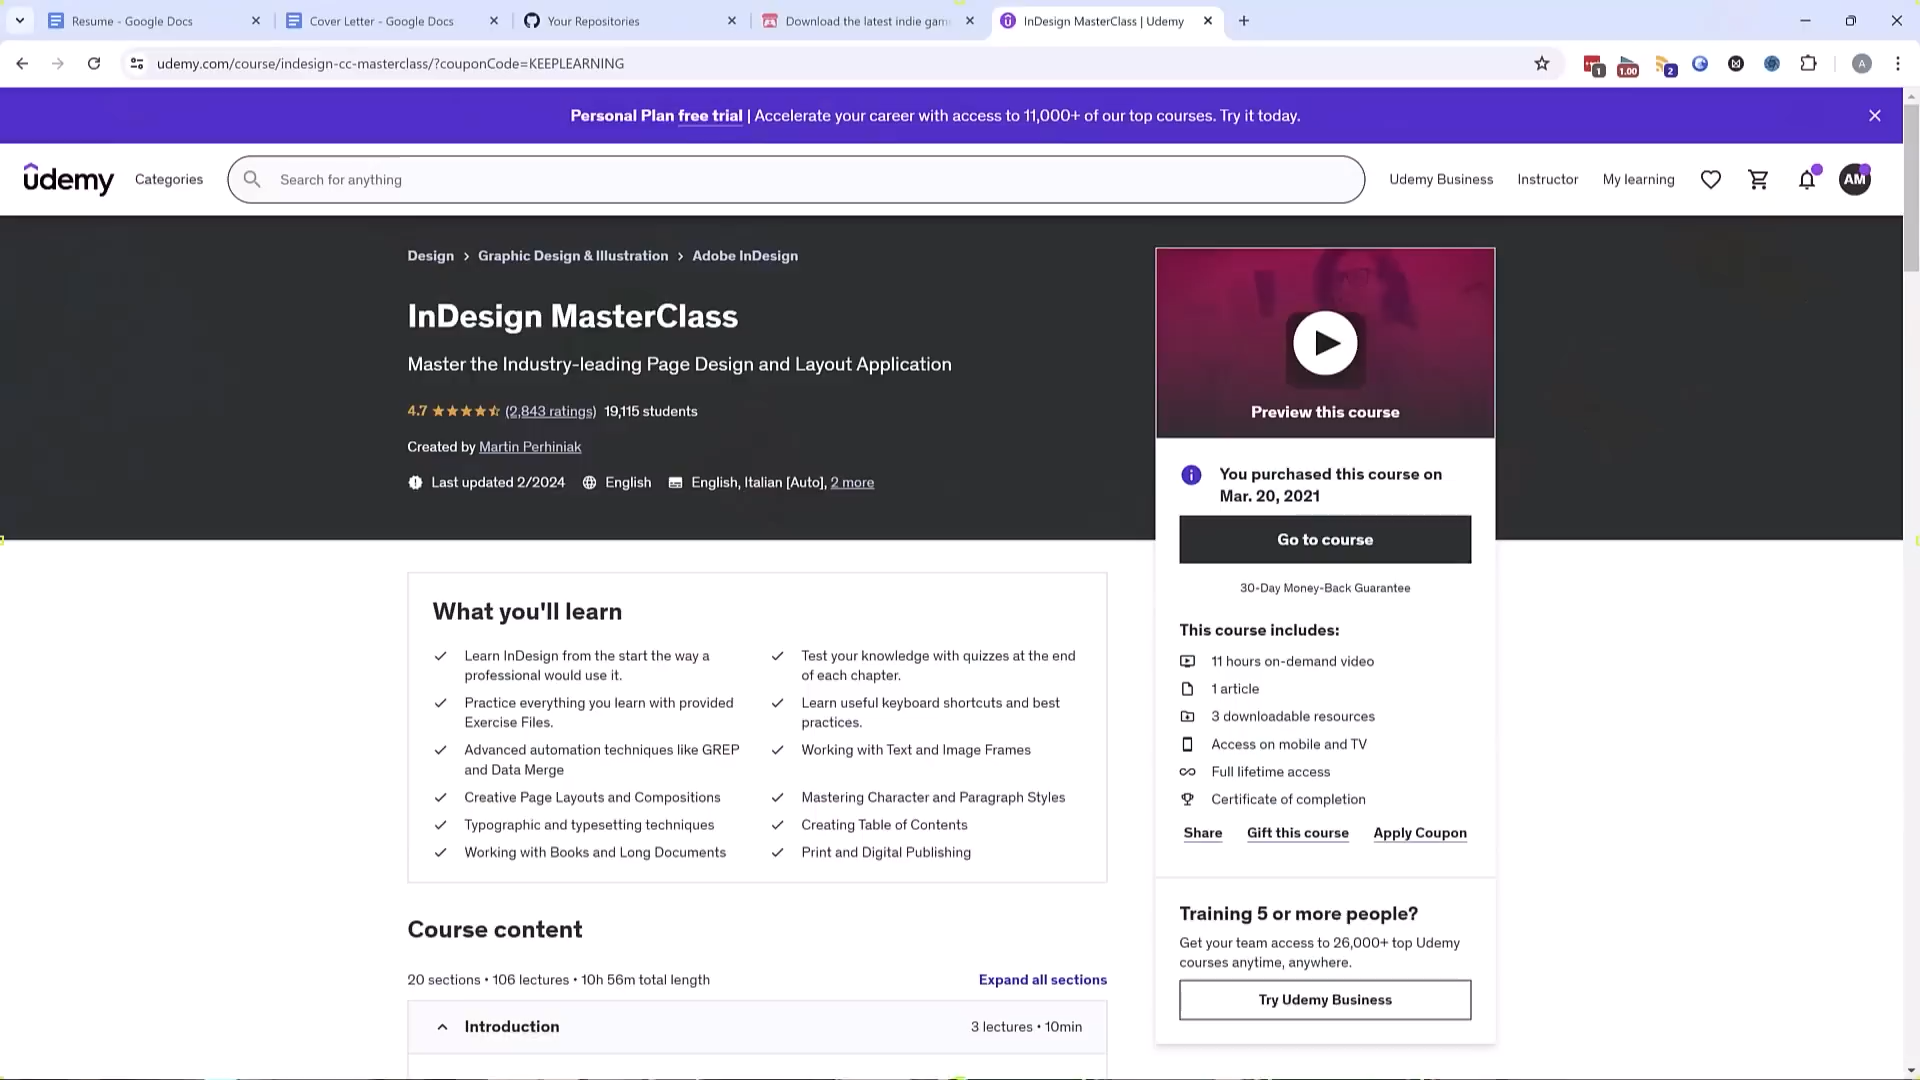 Resume - Google Docs
Cover Letter - Google Docs
Your Repositories
Download the latest indie gam
InDesign MasterClass | Udemy
udemy.com/course/indesign-cc-masterclass/?couponCode=KEEPLEARNING
1
1.00
2
A
Personal Plan free trial | Accelerate your career with access to 11,000+ of our top courses. Try it today.
ûdemy
Categories
Search for anything
Udemy Business
Instructor
My learning
AM
Design > Graphic Design & Illustration > Adobe InDesign
InDesign MasterClass
Master the Industry-leading Page Design and Layout Application
4.7 (2,843 ratings) 19,115 students
Created by Martin Perhiniak
Last updated 2/2024 English English, Italian [Auto], 2 more
Preview this course
You purchased this course on
Mar. 20, 2021
Go to course
30-Day Money-Back Guarantee
This course includes:
11 hours on-demand video
1 article
3 downloadable resources
Access on mobile and TV
Full lifetime access
Certificate of completion
Share Gift this course Apply Coupon
Training 5 or more people?
Get your team access to 26,000+ top Udemy
courses anytime, anywhere.
Try Udemy Business
What you'll learn
Learn InDesign from the start the way a
professional would use it.
Test your knowledge with quizzes at the end
of each chapter.
Practice everything you learn with provided
Exercise Files.
Learn useful keyboard shortcuts and best
practices.
Advanced automation techniques like GREP
and Data Merge
Working with Text and Image Frames
Creative Page Layouts and Compositions
Mastering Character and Paragraph Styles
Typographic and typesetting techniques
Creating Table of Contents
Working with Books and Long Documents
Print and Digital Publishing
Course content
20 sections • 106 lectures • 10h 56m total length
Expand all sections
Introduction
3 lectures • 10min